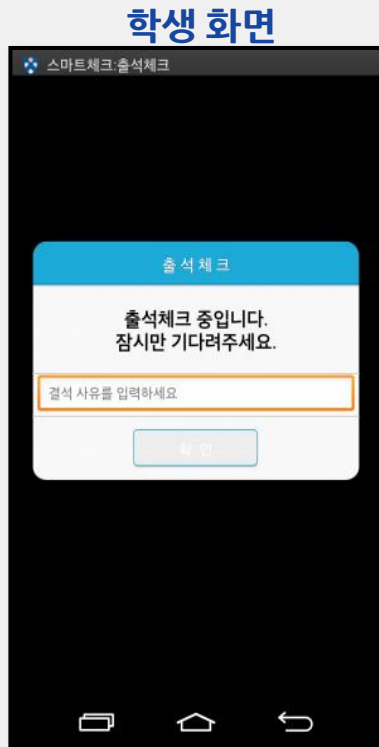 학생 화면
스마트체크:출석체크
출 석 체 크
출석체크 중입니다.
잠시만 기다려주세요.
결석 사유를 입력하세요
확 인